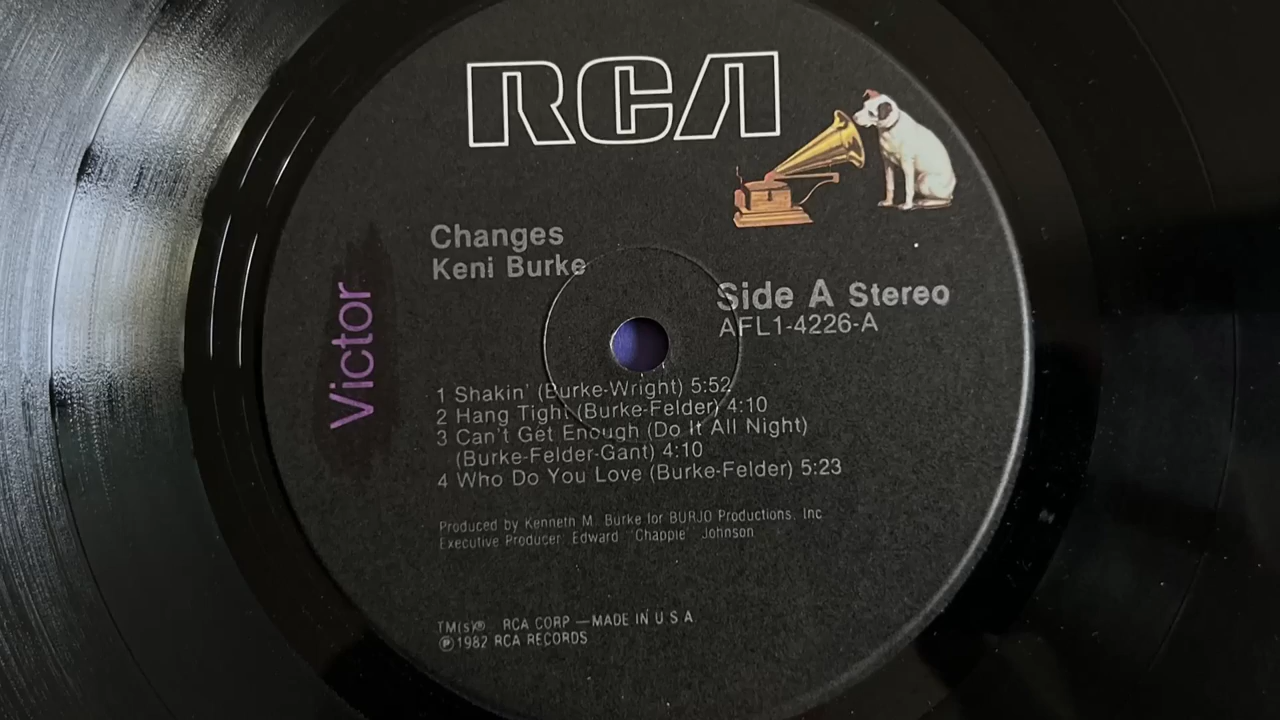 RCA
Changes
Keni Burke
Side A Stereo
AFL1-4226-A
Victor
1 Shakin' (Burke-Wright) 5:52
2 Hang Tight (Burke-Felder) 4:10
3 Can't Get Enough (Do It All Night)
(Burke-Felder-Gant) 4:10
4 Who Do You Love (Burke-Felder) 5:23
Produced by Kenneth M. Burke for BURJO Productions, Inc
Executive Producer: Edward "Chappie" Johnson
TM(s)® RCA CORP —MADE IN U S A
℗1982 RCA RECORDS